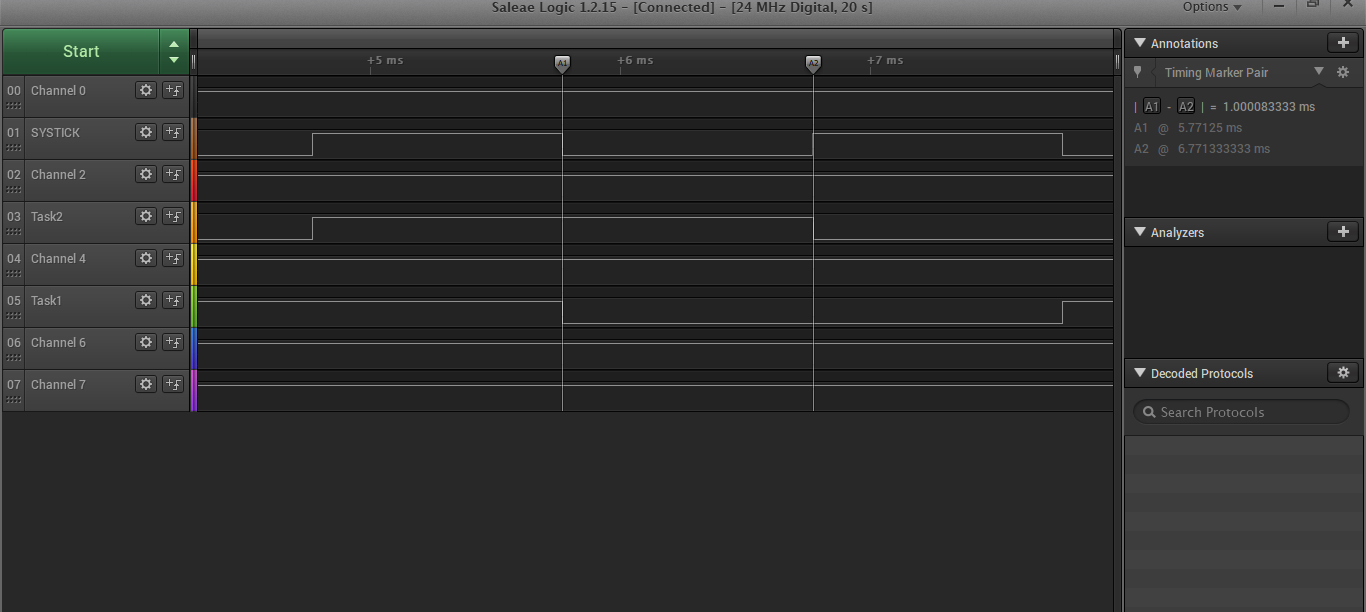 Saleae Logic 1.2.15 - [Connected] - [24 MHz Digital, 20 s]
Options
Start
+5 ms
A1
+6 ms
A2
+7 ms
Annotations
Timing Marker Pair
| A1 - A2 | = 1.000083333 ms
A1 @ 5.77125 ms
A2 @ 6.771333333 ms
00 Channel 0
01 SYSTICK
02 Channel 2
03 Task2
04 Channel 4
05 Task1
06 Channel 6
07 Channel 7
Analyzers
Decoded Protocols
Search Protocols